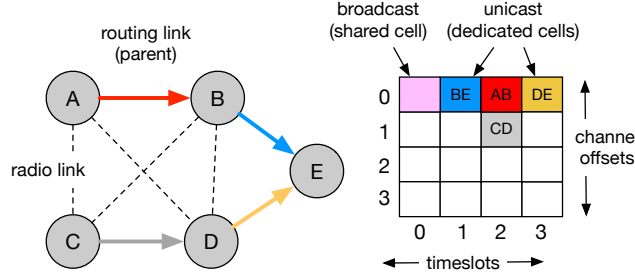 routing link
(parent)
A
B
E
radio link
C
D
broadcast
(shared cell)
unicast
(dedicated cells)
0
BE
AB
DE
1
CD
2
3
channe
offsets
0
1
2
3
timeslots